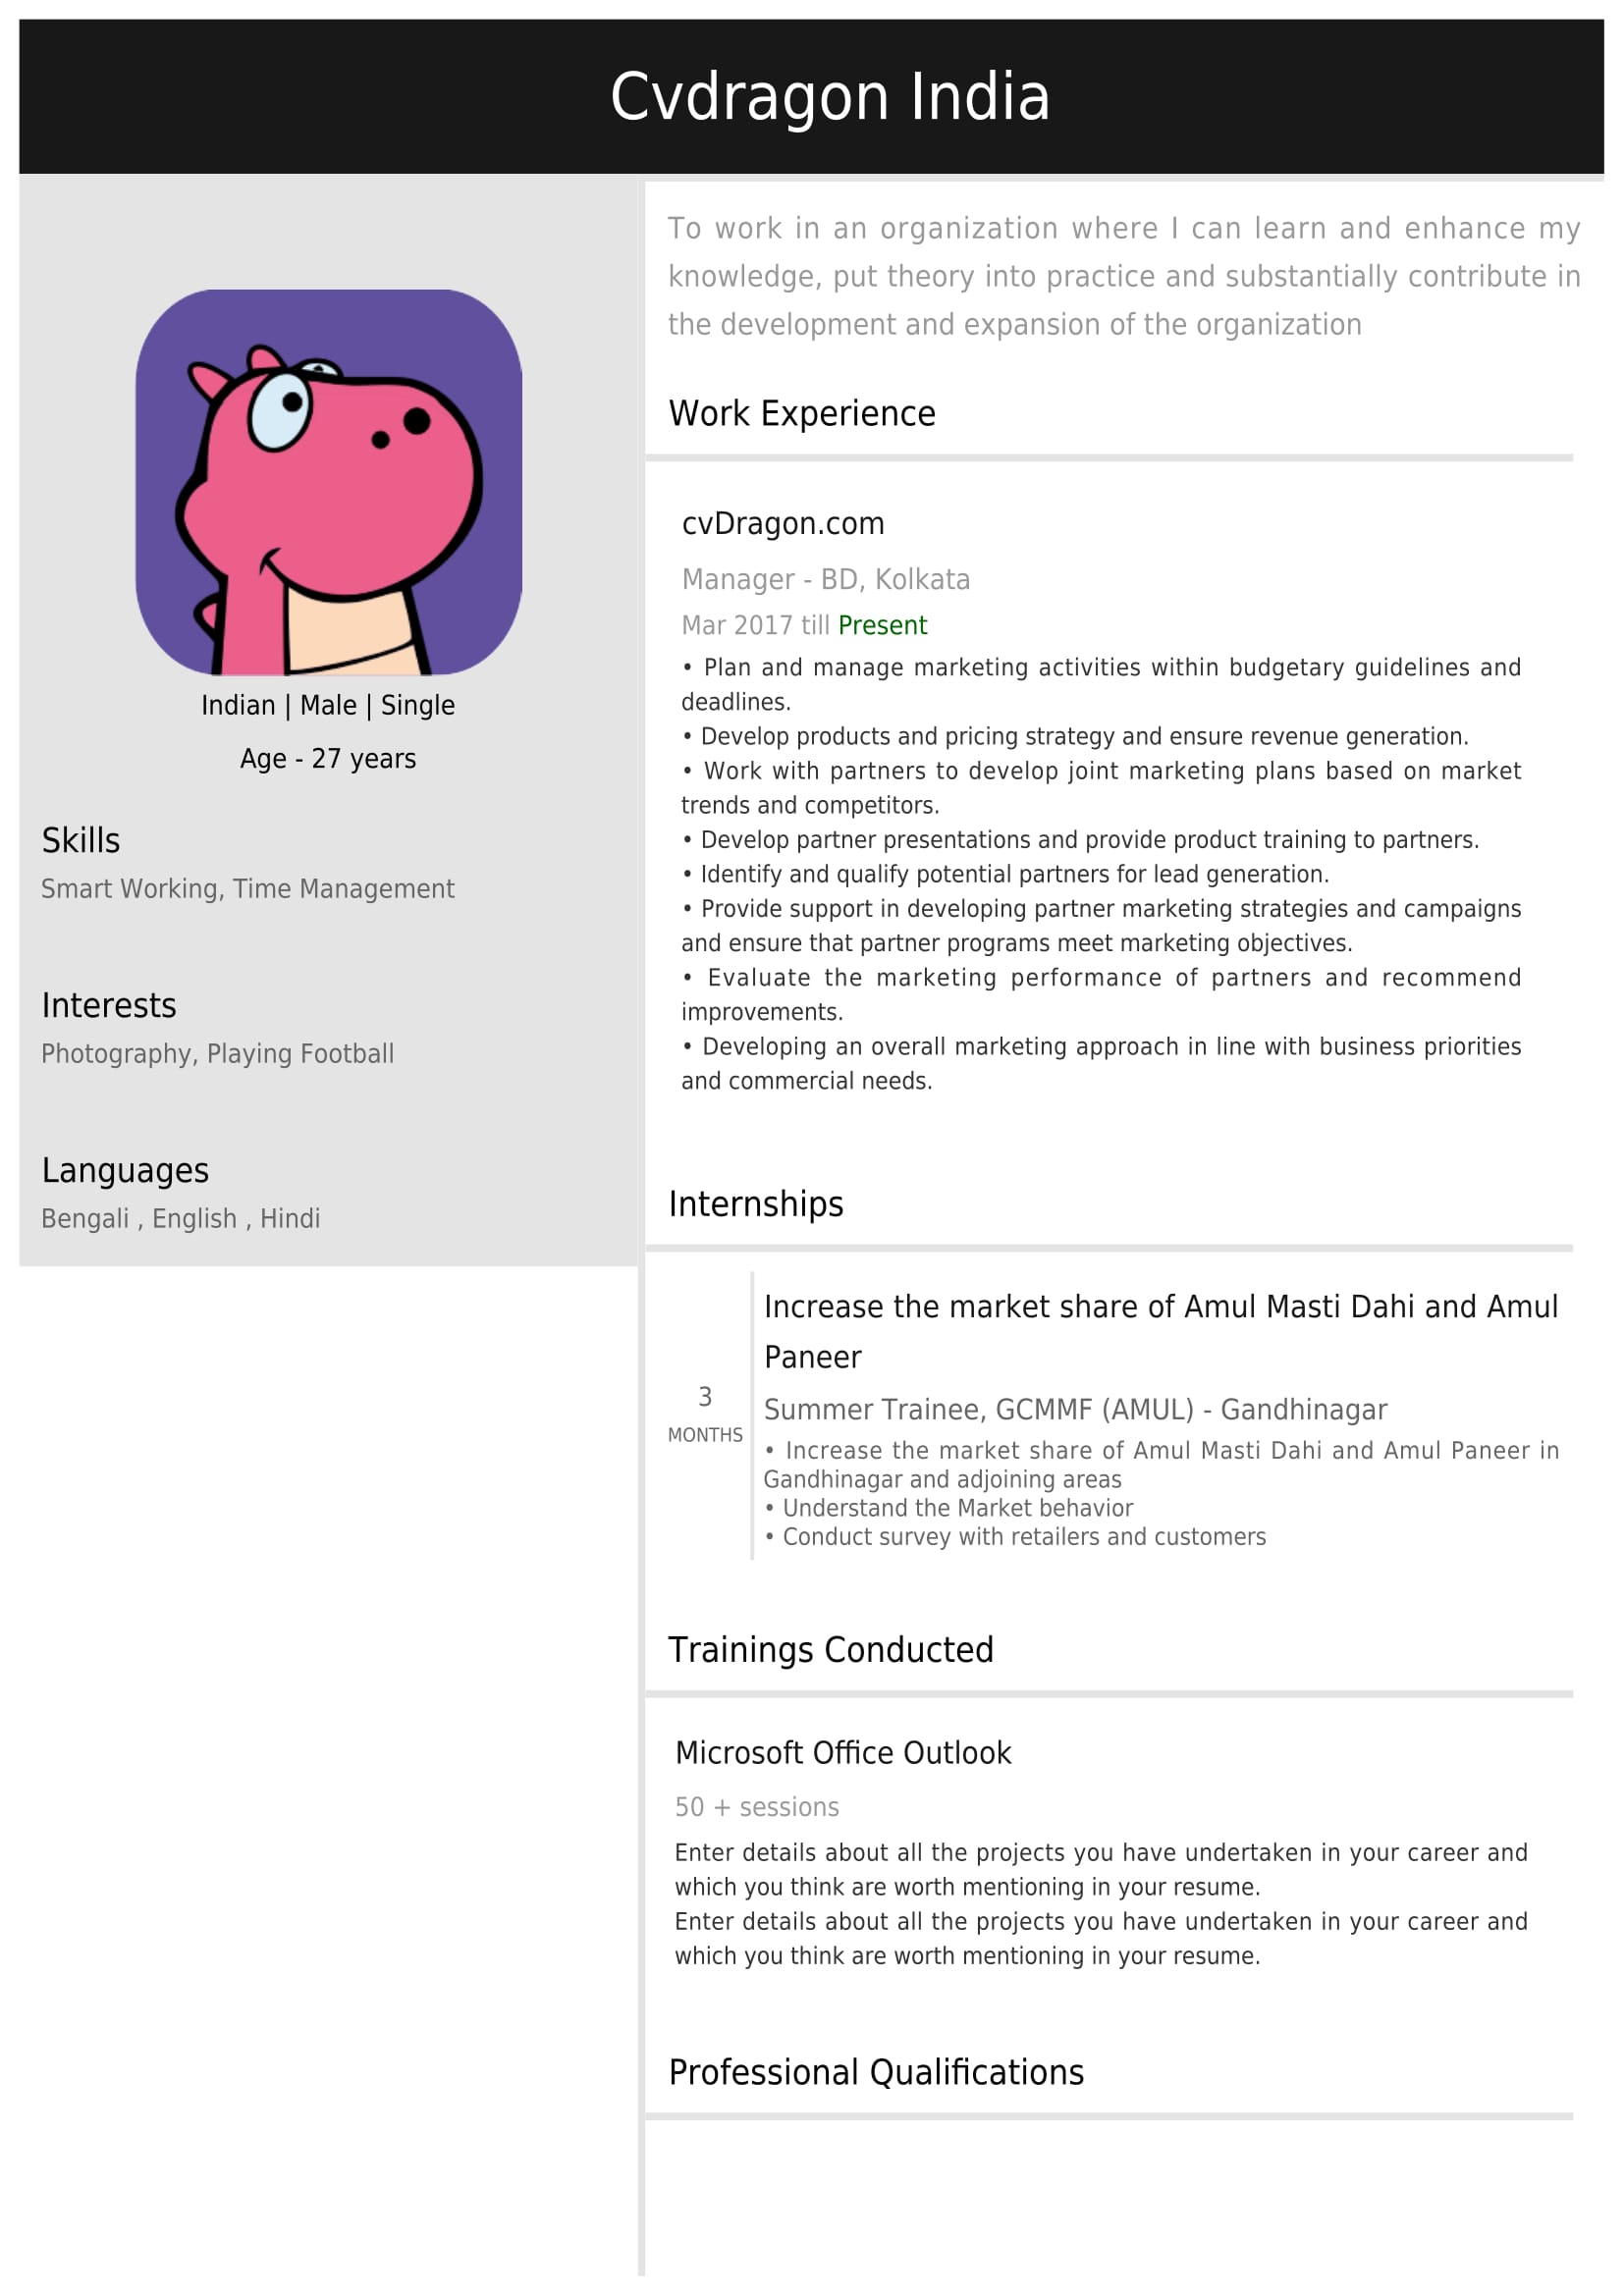 Cvdragon India
Indian | Male | Single
Age - 27 years
Skills
Smart Working, Time Management
Interests
Photography, Playing Football
Languages
Bengali , English , Hindi
To work in an organization where I can learn and enhance my
knowledge, put theory into practice and substantially contribute in
the development and expansion of the organization
Work Experience
cvDragon.com
Manager - BD, Kolkata
Mar 2017 till Present
• Plan and manage marketing activities within budgetary guidelines and
deadlines.
• Develop products and pricing strategy and ensure revenue generation.
• Work with partners to develop joint marketing plans based on market
trends and competitors.
• Develop partner presentations and provide product training to partners.
• Identify and qualify potential partners for lead generation.
• Provide support in developing partner marketing strategies and campaigns
and ensure that partner programs meet marketing objectives.
• Evaluate the marketing performance of partners and recommend
improvements.
• Developing an overall marketing approach in line with business priorities
and commercial needs.
Internships
3
MONTHS
Increase the market share of Amul Masti Dahi and Amul
Paneer
Summer Trainee, GCMMF (AMUL) - Gandhinagar
• Increase the market share of Amul Masti Dahi and Amul Paneer in
Gandhinagar and adjoining areas
• Understand the Market behavior
• Conduct survey with retailers and customers
Trainings Conducted
Microsoft Office Outlook
50 + sessions
Enter details about all the projects you have undertaken in your career and
which you think are worth mentioning in your resume.
Enter details about all the projects you have undertaken in your career and
which you think are worth mentioning in your resume.
Professional Qualifications